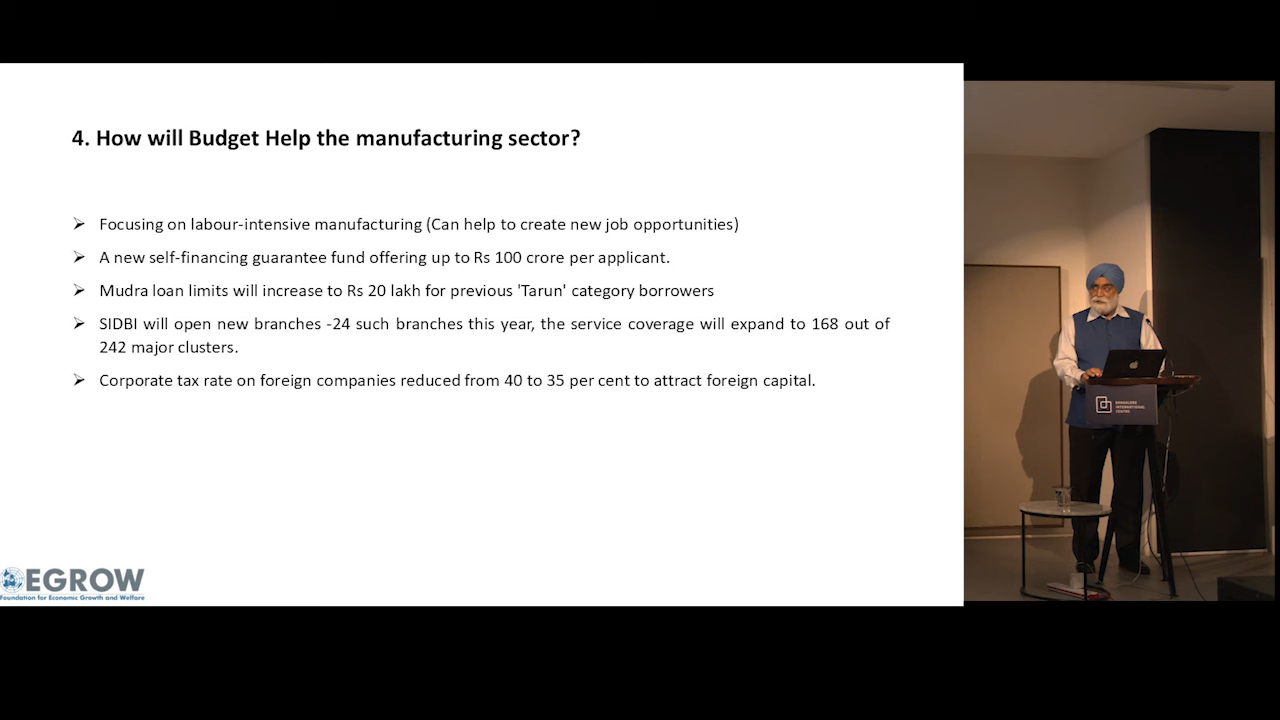 4. How will Budget Help the manufacturing sector?
➢ Focusing on labour-intensive manufacturing (Can help to create new job opportunities)
➢ A new self-financing guarantee fund offering up to Rs 100 crore per applicant.
➢ Mudra loan limits will increase to Rs 20 lakh for previous 'Tarun' category borrowers
➢ SIDBI will open new branches -24 such branches this year, the service coverage will expand to 168 out of
242 major clusters.
➢ Corporate tax rate on foreign companies reduced from 40 to 35 per cent to attract foreign capital.
EGROW
Foundation for Economic Growth and Welfare
BANGALORE
INTERNATIONAL
CENTRE